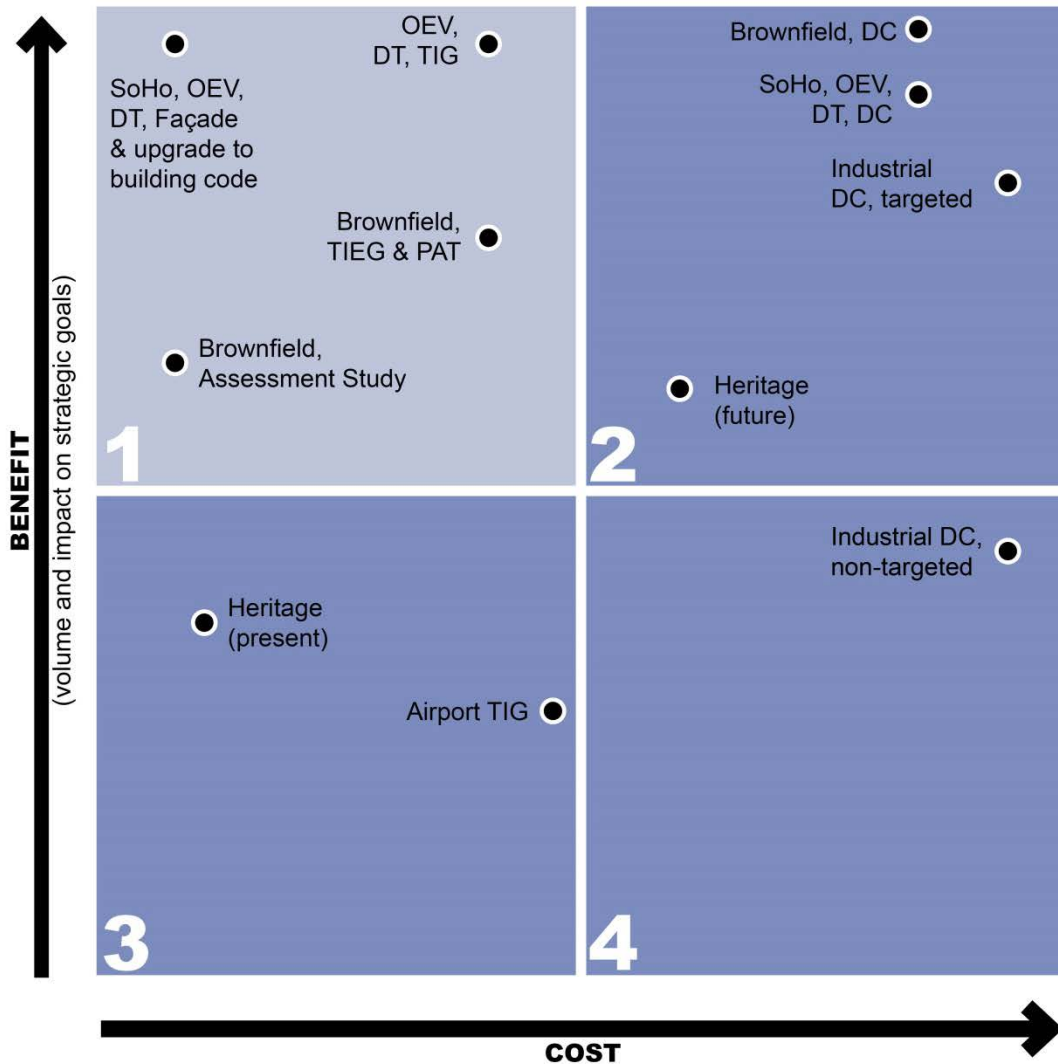 OEV,
DT, TIG
SoHo, OEV,
DT, Façade
& upgrade to
building code
Brownfield,
TIEG & PAT
Brownfield,
Assessment Study
1
Brownfield, DC
SoHo, OEV,
DT, DC
Industrial
DC, targeted
Heritage
(future)
2
Heritage
(present)
Airport TIG
3
Industrial DC,
non-targeted
4
BENEFIT
(volume and impact on strategic goals)
COST